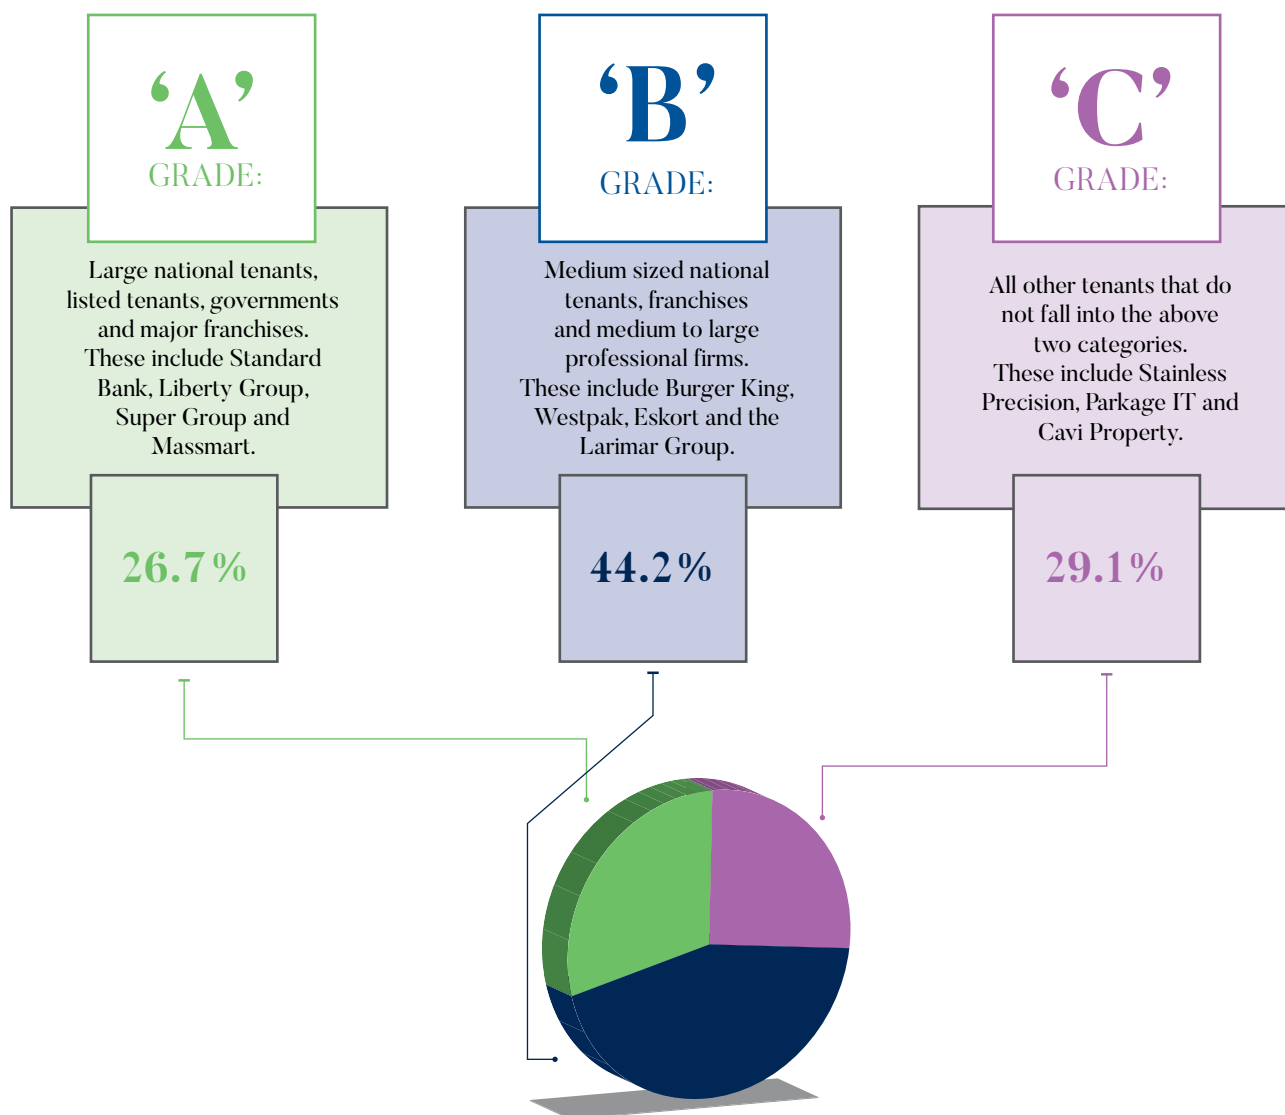 ‘A’
GRADE:
Large national tenants,
listed tenants, governments
and major franchises.
These include Standard
Bank, Liberty Group,
Super Group and
Massmart.
26.7%
‘B’
GRADE:
Medium sized national
tenants, franchises
and medium to large
professional firms.
These include Burger King,
Westpak, Eskort and the
Larimar Group.
44.2%
‘C’
GRADE:
All other tenants that do
not fall into the above
two categories.
These include Stainless
Precision, Parkage IT and
Cavi Property.
29.1%